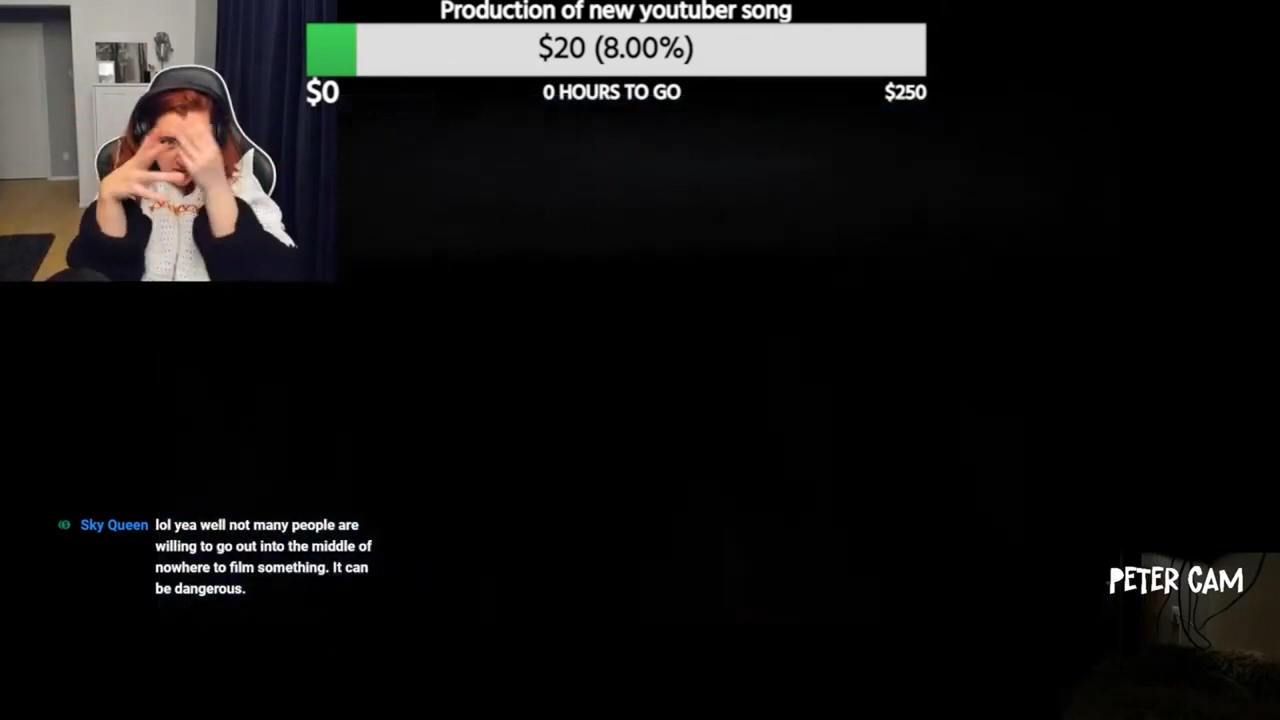 Production of new youtuber song
$20 (8.00%)
$0 0 HOURS TO GO $250
Sky Queen lol yea well not many people are
willing to go out into the middle of
nowhere to film something. It can
be dangerous.
PETER CAM